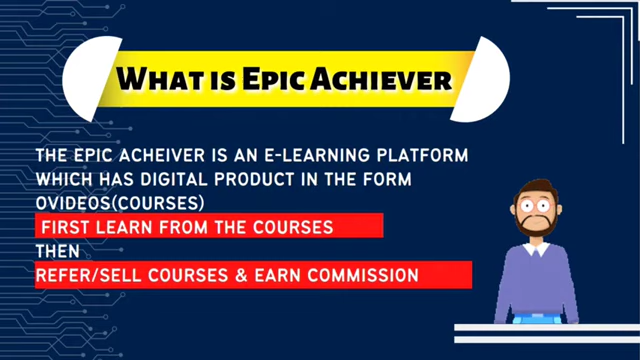 WHAT IS EPIC ACHIEVER
THE EPIC ACHEIVER IS AN E-LEARNING PLATFORM
WHICH HAS DIGITAL PRODUCT IN THE FORM
OVIDEOS(COURSES)
FIRST LEARN FROM THE COURSES
THEN
REFER/SELL COURSES & EARN COMMISSION